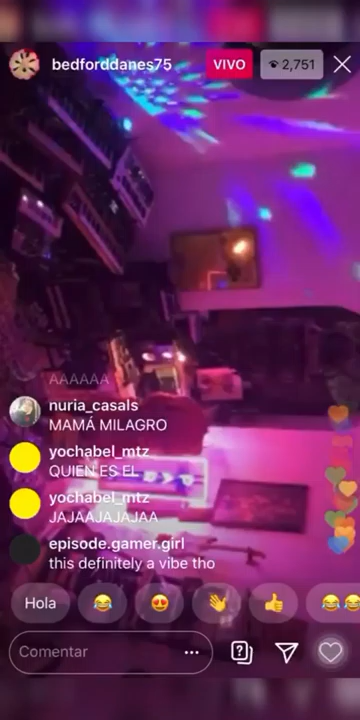 bedforddanes75
VIVO
2,751
AAAAAA
nuria_casals
MAMÁ MILAGRO
yochabel_mtz
QUIEN ES EL
yochabel_mtz
JAJAAJAJAJAA
episode.gamer.girl
this definitely a vibe tho
Hola
Comentar